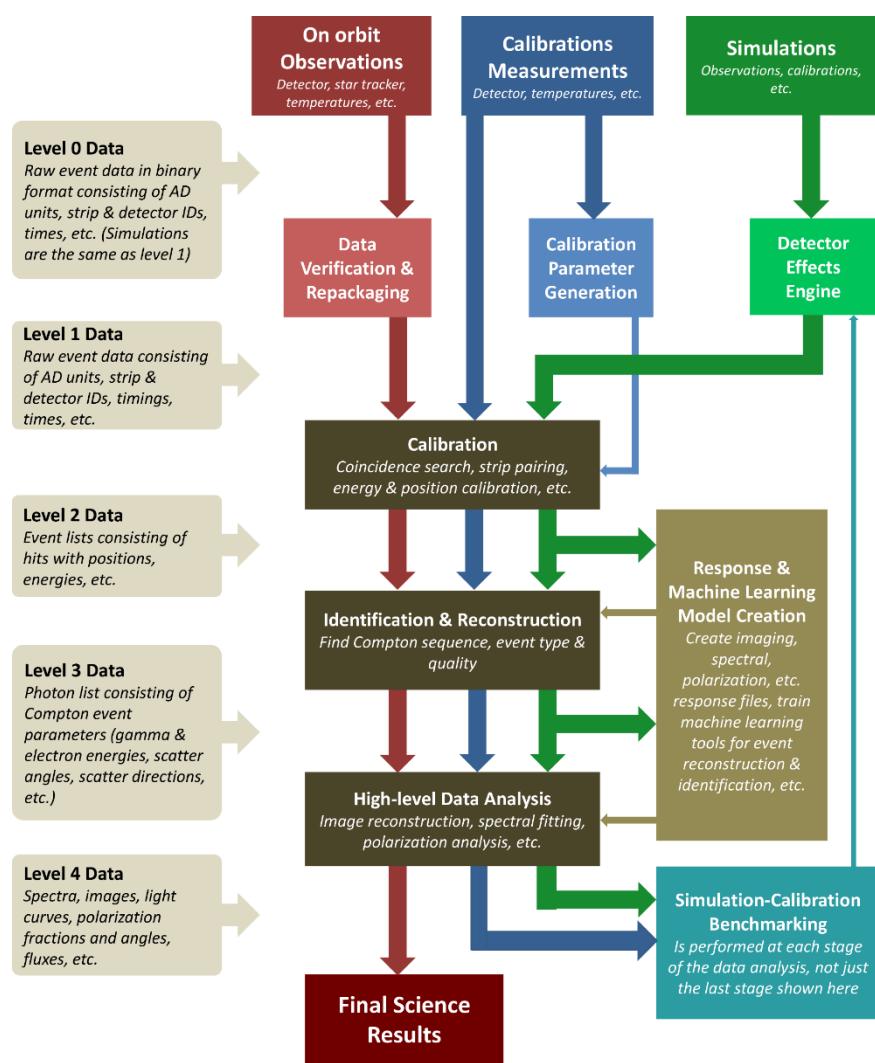 On orbit
Observations
Detector, star tracker,
temperatures, etc.
Calibrations
Measurements
Detector, temperatures, etc.
Simulations
Observations, calibrations,
etc.
Level 0 Data
Raw event data in binary
format consisting of AD
units, strip & detector IDs,
times, etc. (Simulations
are the same as level 1)
Data
Verification &
Repackaging
Calibration
Parameter
Generation
Detector
Effects
Engine
Level 1 Data
Raw event data consisting
of AD units, strip &
detector IDs, timings,
times, etc.
Calibration
Coincidence search, strip pairing,
energy & position calibration, etc.
Level 2 Data
Event lists consisting of
hits with positions,
energies, etc.
Response &
Machine Learning
Model Creation
Create imaging,
spectral,
polarization, etc.
response files, train
machine learning
tools for event
reconstruction &
identification, etc.
Identification & Reconstruction
Find Compton sequence, event type &
quality
Level 3 Data
Photon list consisting of
Compton event
parameters (gamma &
electron energies, scatter
angles, scatter directions,
etc.)
High-level Data Analysis
Image reconstruction, spectral fitting,
polarization analysis, etc.
Level 4 Data
Spectra, images, light
curves, polarization
fractions and angles,
fluxes, etc.
Simulation-Calibration
Benchmarking
Is performed at each stage
of the data analysis, not just
the last stage shown here
Final Science
Results